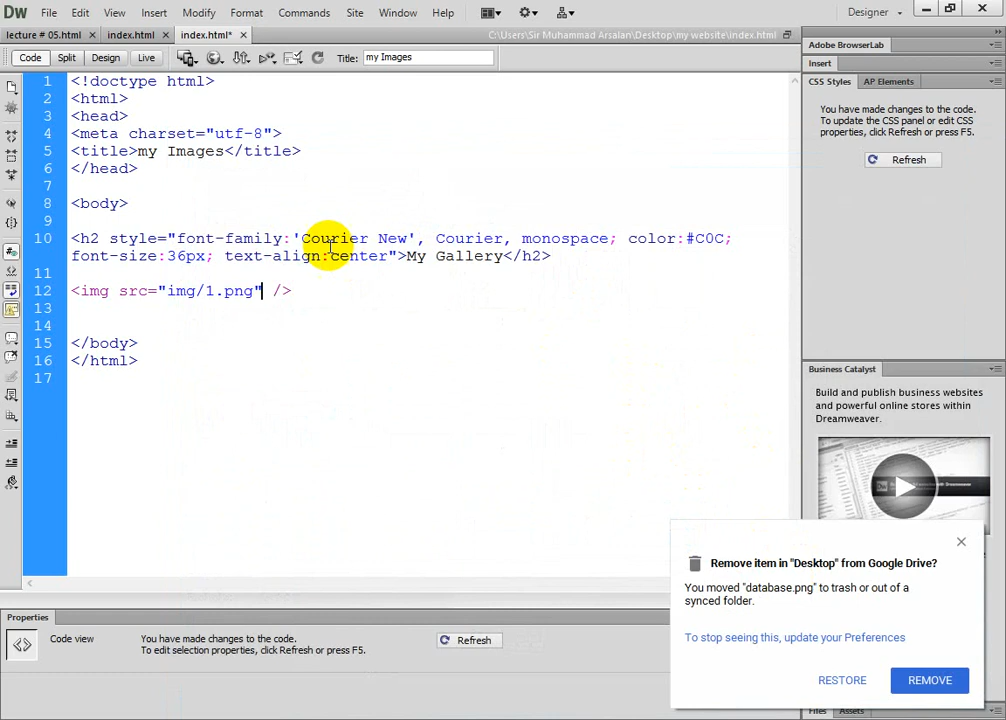 DW File Edit View Insert Modify Format Commands Site Window Help Designer
lecture # 05.html index.html index.html* C:\Users\Sir Muhammad Arsalan\Desktop\my website\index.html
Code Split Design Live Title: my Images
Adobe BrowserLab
Insert
CSS Styles AP Elements
You have made changes to the code.
To update the CSS panel or edit CSS
properties, click Refresh or press F5.
Refresh
1 <!doctype html>
2 <html>
3 <head>
4 <meta charset="utf-8">
5 <title>my Images</title>
6 </head>
7
8 <body>
9
10 <h2 style="font-family:'Courier New', Courier, monospace; color:#C0C;
font-size:36px; text-align:center">My Gallery</h2>
11
12 <img src="img/1.png" />
13
14
15 </body>
16 </html>
17
Business Catalyst
Build and publish business websites
and powerful online stores within
Dreamweaver.
Properties
Code view
You have made changes to the code.
To edit selection properties, click Refresh or press F5.
Refresh
Remove item in "Desktop" from Google Drive?
You moved "database.png" to trash or out of a
synced folder.
To stop seeing this, update your Preferences
RESTORE REMOVE
Files Assets